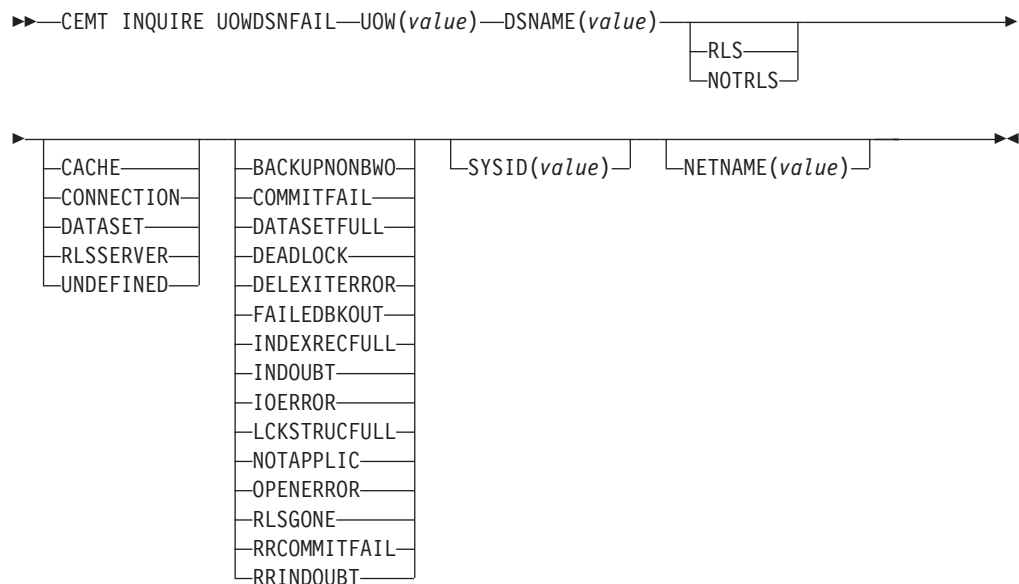 CEMT INQUIRE UOWDSNFAIL UOW(value) DSNAME(value)
RLS
NOTRLS
CACHE
CONNECTION
DATASET
RLSSERVER
UNDEFINED
BACKUPNONBWO
COMMITFAIL
DATASETFULL
DEADLOCK
DELEXITERROR
FAILEDBKOUT
INDEXRECFULL
INDOUBT
IOERROR
LCKSTRUCFULL
NOTAPPLIC
OPENERROR
RLSGONE
RRCOMMITFAIL
RRINDOUBT
SYSID(value)
NETNAME(value)